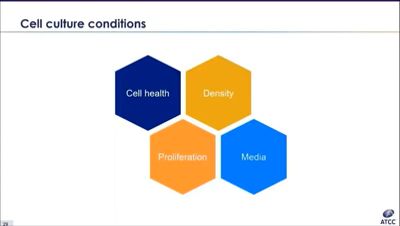 Cell culture conditions
Cell health
Density
Proliferation
Media
29
ATCC